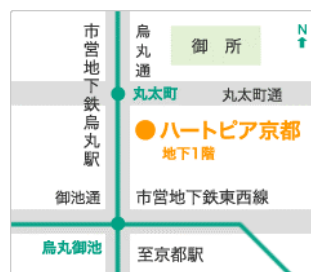 市営地下鉄烏丸駅
烏丸通
御所
N
丸太町
丸太町通
ハートピア京都
地下1階
御池通
市営地下鉄東西線
烏丸御池
至京都駅